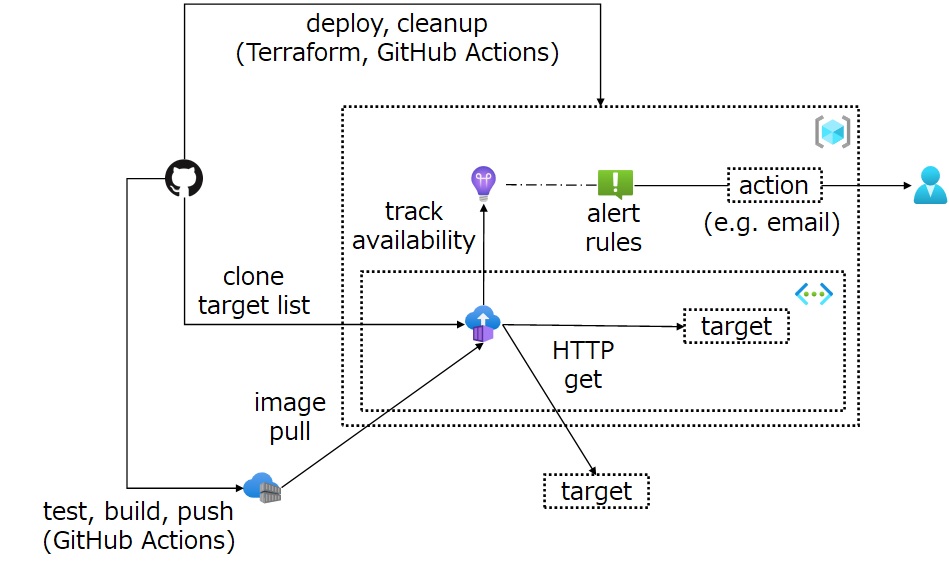 deploy, cleanup
(Terraform, GitHub Actions)
track
availability
alert
rules
action
(e.g. email)
clone
target list
target
HTTP
get
image
pull
target
test, build, push
(GitHub Actions)